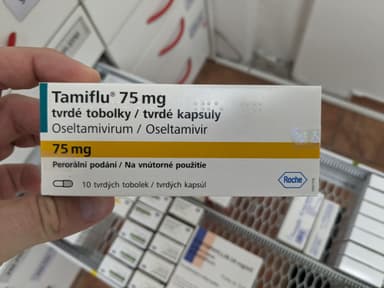 Tamiflu® 75 mg
tvrdé tobolky / tvrdé kapsuly
Oseltamivirum / Oseltamivir
75 mg
Perorální podání / Na vnútorné použitie
10 tvrdých tobolek / tvrdých kapsúl
Roche